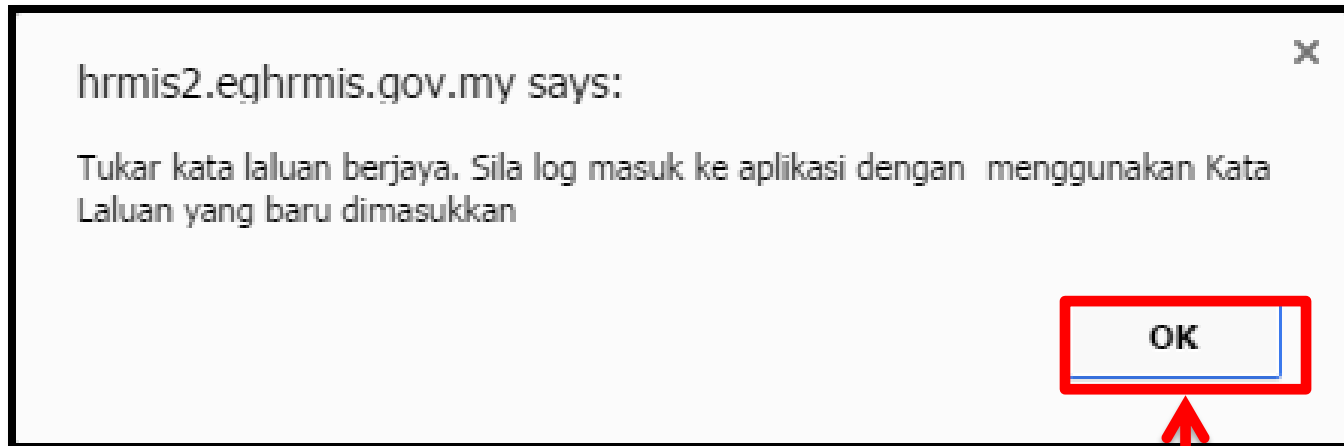 hrmis2.eghrmis.gov.my says:
Tukar kata laluan berjaya. Sila log masuk ke aplikasi dengan  menggunakan Kata
Laluan yang baru dimasukkan
OK